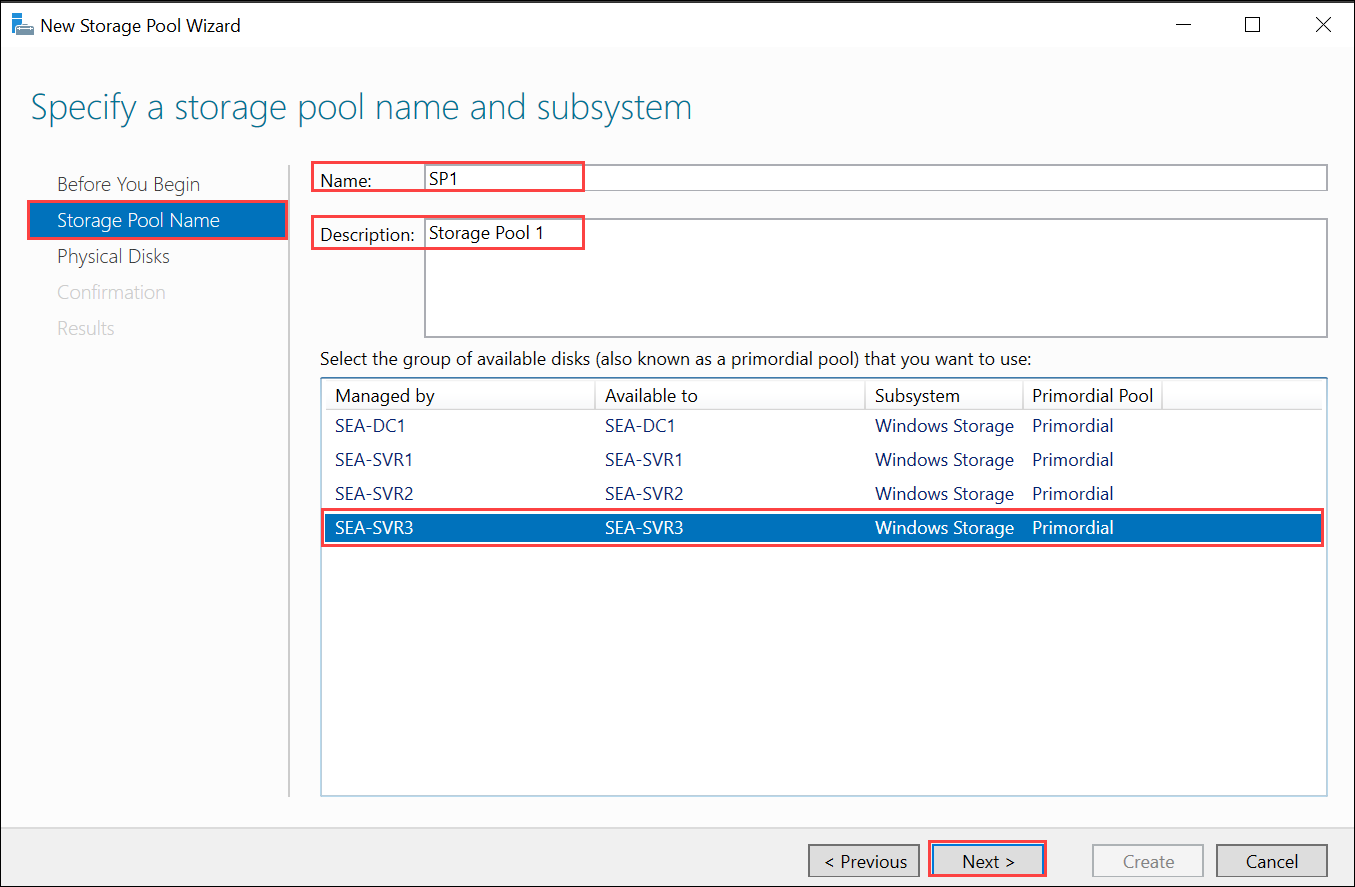 New Storage Pool Wizard
Specify a storage pool name and subsystem
Before You Begin
Storage Pool Name
Physical Disks
Confirmation
Results
Name: SP1
Description: Storage Pool 1
Select the group of available disks (also known as a primordial pool) that you want to use:
Managed by Available to Subsystem Primordial Pool
SEA-DC1 SEA-DC1 Windows Storage Primordial
SEA-SVR1 SEA-SVR1 Windows Storage Primordial
SEA-SVR2 SEA-SVR2 Windows Storage Primordial
SEA-SVR3 SEA-SVR3 Windows Storage Primordial
< Previous Next > Create Cancel